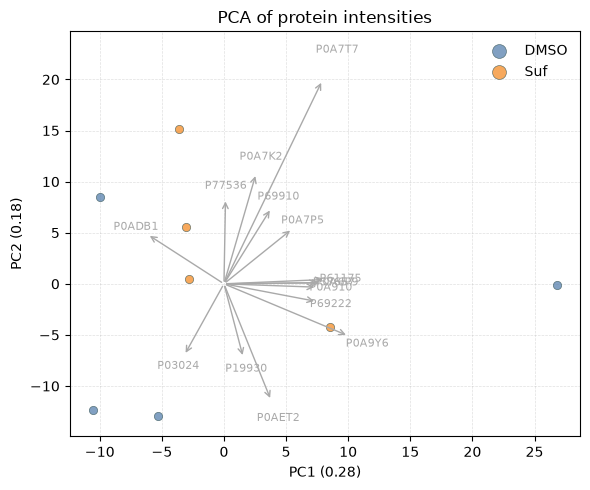 PCA of protein intensities
DMSO
Suf
P0A7T7
P0A7K2
P77536
P69910
P0A7P5
P0ADB1
P61175
P0A910
P69222
P0A9Y6
P03024
P19930
P0AET2
20
15
10
5
0
−5
−10
−10
−5
0
5
10
15
20
25
PC1 (0.28)
PC2 (0.18)